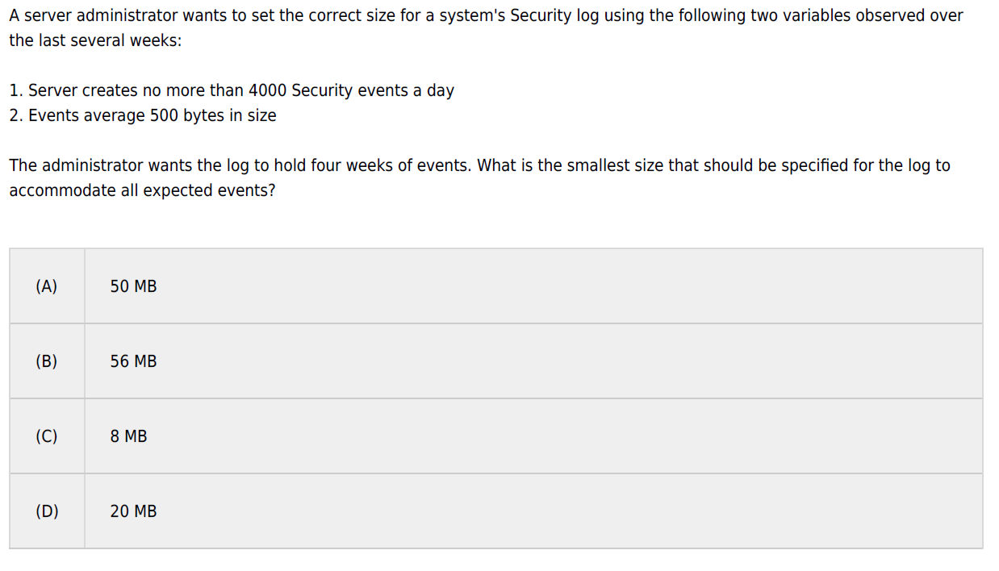 A server administrator wants to set the correct size for a system's Security log using the following two variables observed over
the last several weeks:
1. Server creates no more than 4000 Security events a day
2. Events average 500 bytes in size
The administrator wants the log to hold four weeks of events. What is the smallest size that should be specified for the log to
accommodate all expected events?
(A) 50 MB
(B) 56 MB
(C) 8 MB
(D) 20 MB